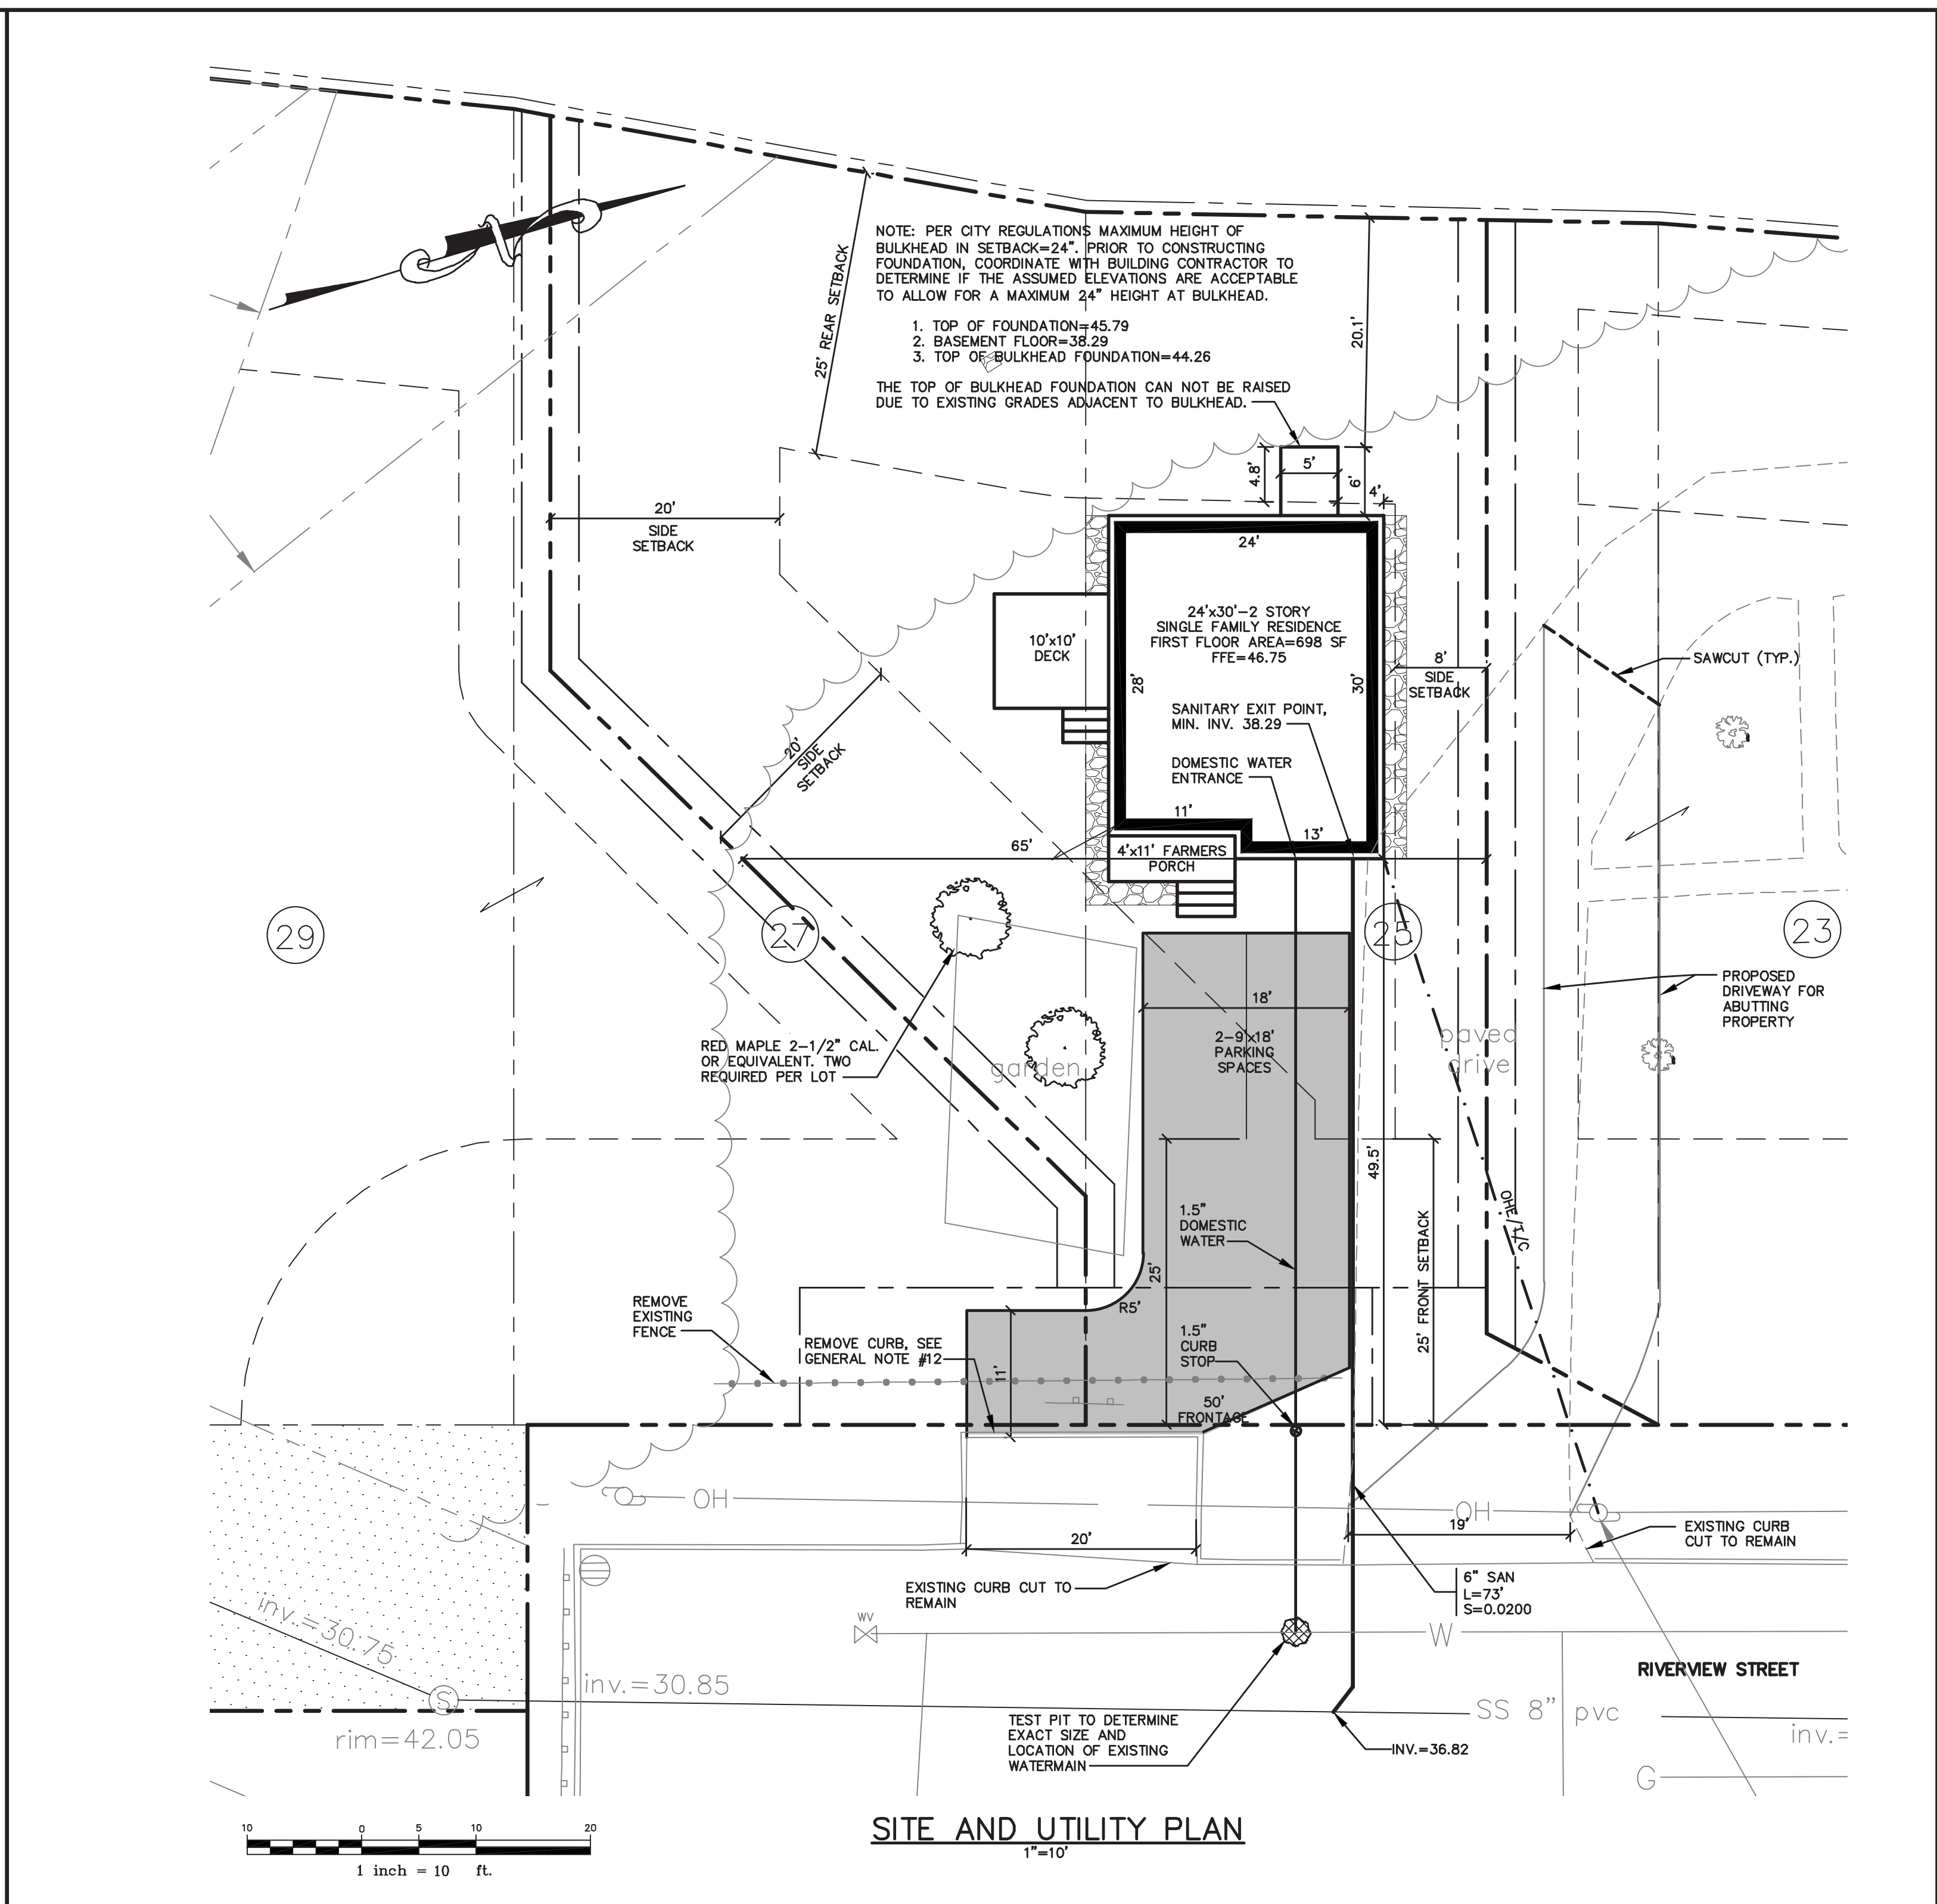 NOTE: PER CITY REGULATIONS MAXIMUM HEIGHT OF
BULKHEAD IN SETBACK=24". PRIOR TO CONSTRUCTING
FOUNDATION, COORDINATE WITH BUILDING CONTRACTOR TO
DETERMINE IF THE ASSUMED ELEVATIONS ARE ACCEPTABLE
TO ALLOW FOR A MAXIMUM 24" HEIGHT AT BULKHEAD.
1. TOP OF FOUNDATION=45.79
2. BASEMENT FLOOR=38.29
3. TOP OF BULKHEAD FOUNDATION=44.26
THE TOP OF BULKHEAD FOUNDATION CAN NOT BE RAISED
DUE TO EXISTING GRADES ADJACENT TO BULKHEAD.
25' REAR SETBACK
20.1'
4.8'
5'
6'
4'
20'
SIDE
SETBACK
24'
24'x30'-2 STORY
SINGLE FAMILY RESIDENCE
FIRST FLOOR AREA=698 SF
FFE=46.75
10'x10'
DECK
28'
30'
8'
SIDE
SETBACK
SAWCUT (TYP.)
SANITARY EXIT POINT,
MIN. INV. 38.29
DOMESTIC WATER
ENTRANCE
20'
SIDE
SETBACK
11'
13'
65'
4'x11' FARMERS
PORCH
29
27
25
23
PROPOSED
DRIVEWAY FOR
ABUTTING
PROPERTY
18'
2-9'x18'
PARKING
SPACES
paved
drive
RED MAPLE 2-1/2" CAL.
OR EQUIVALENT. TWO
REQUIRED PER LOT
garden
49.5'
1.5"
DOMESTIC
WATER
OHE/T/C
25'
25' FRONT SETBACK
R5'
REMOVE
EXISTING
FENCE
REMOVE CURB, SEE
GENERAL NOTE #12
11'
1.5"
CURB
STOP
50'
FRONTAGE
OH
OH
19'
20'
EXISTING CURB
CUT TO REMAIN
EXISTING CURB CUT TO
REMAIN
6" SAN
L=73'
S=0.0200
WV
W
inv.=30.75
inv.=30.85
S
rim=42.05
RIVERVIEW STREET
SS 8" pvc
inv.=
TEST PIT TO DETERMINE
EXACT SIZE AND
LOCATION OF EXISTING
WATERMAIN
INV.=36.82
G
10 0 5 10 20
1 inch = 10 ft.
SITE AND UTILITY PLAN
1"=10'